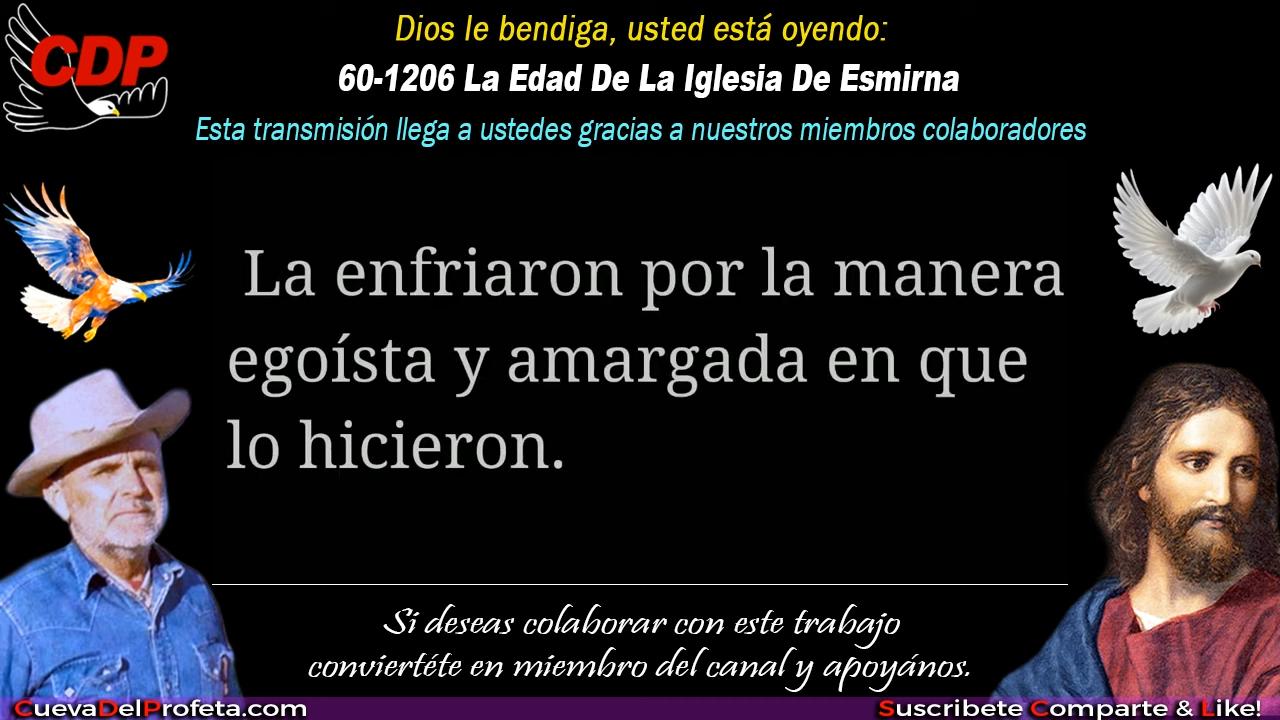 CDP
Dios le bendiga, usted está oyendo:
60-1206 La Edad De La Iglesia De Esmirna
Esta transmisión llega a ustedes gracias a nuestros miembros colaboradores
La enfriaron por la manera
egoísta y amargada en que
lo hicieron.
Si deseas colaborar con este trabajo
conviertéte en miembro del canal y apoyános.
CuevaDelProfeta.com
Suscribete Comparte & Like!